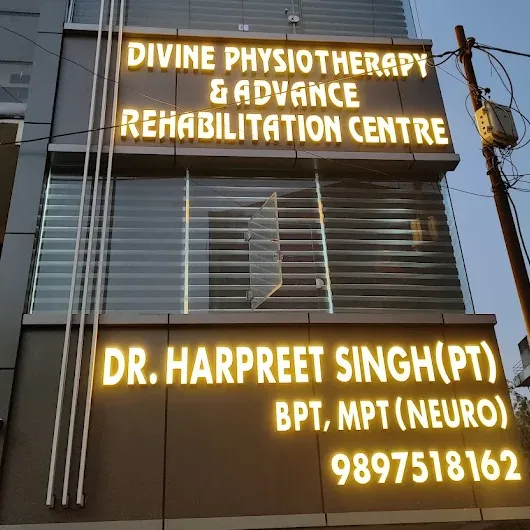 DIVINE PHYSIOTHERAPY
& ADVANCE
REHABILITATION CENTRE
DR. HARPREET SINGH(PT)
BPT, MPT(NEURO)
9897518162